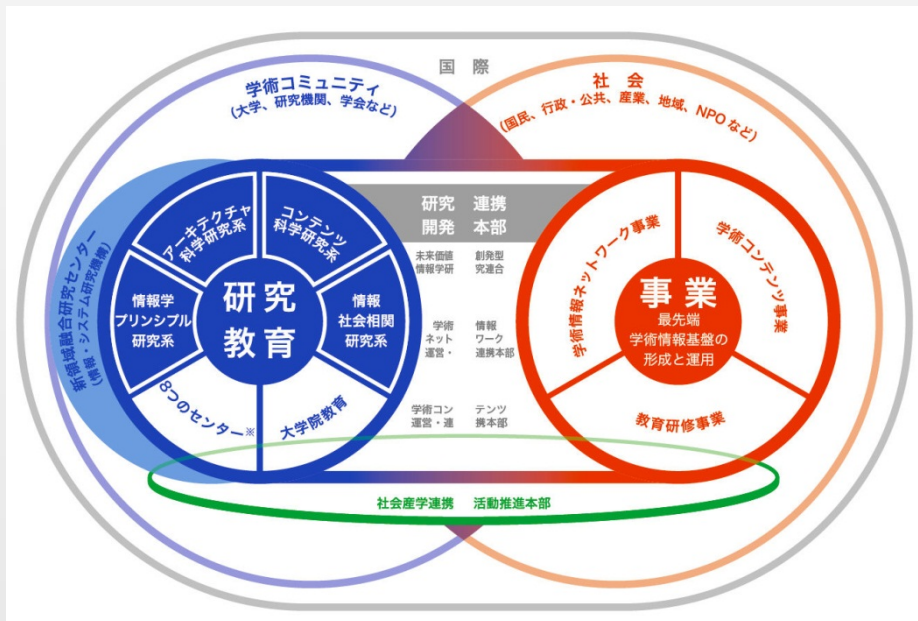 国 際
学術コミュニティ
(大学、研究機関、学会など)
社 会
(国民、行政・公共、産業、地域、NPO など)
新領域融合研究センター
(情報・システム研究機構)
アーキテクチャ
科学研究系
コンテンツ
科学研究系
情報学
プリンシプル
研究系
情報
社会相関
研究系
研究
教育
8つのセンター※
大学院教育
研究 連携
開発 本部
未来価値 創発型
情報学研 究連合
学術 情報
ネット ワーク
運営・ 連携本部
学術コン テンツ
運営・連 携本部
学術情報ネットワーク事業
学術コンテンツ事業
事業
最先端
学術情報基盤の
形成と運用
教育研修事業
社会産学連携 活動推進本部